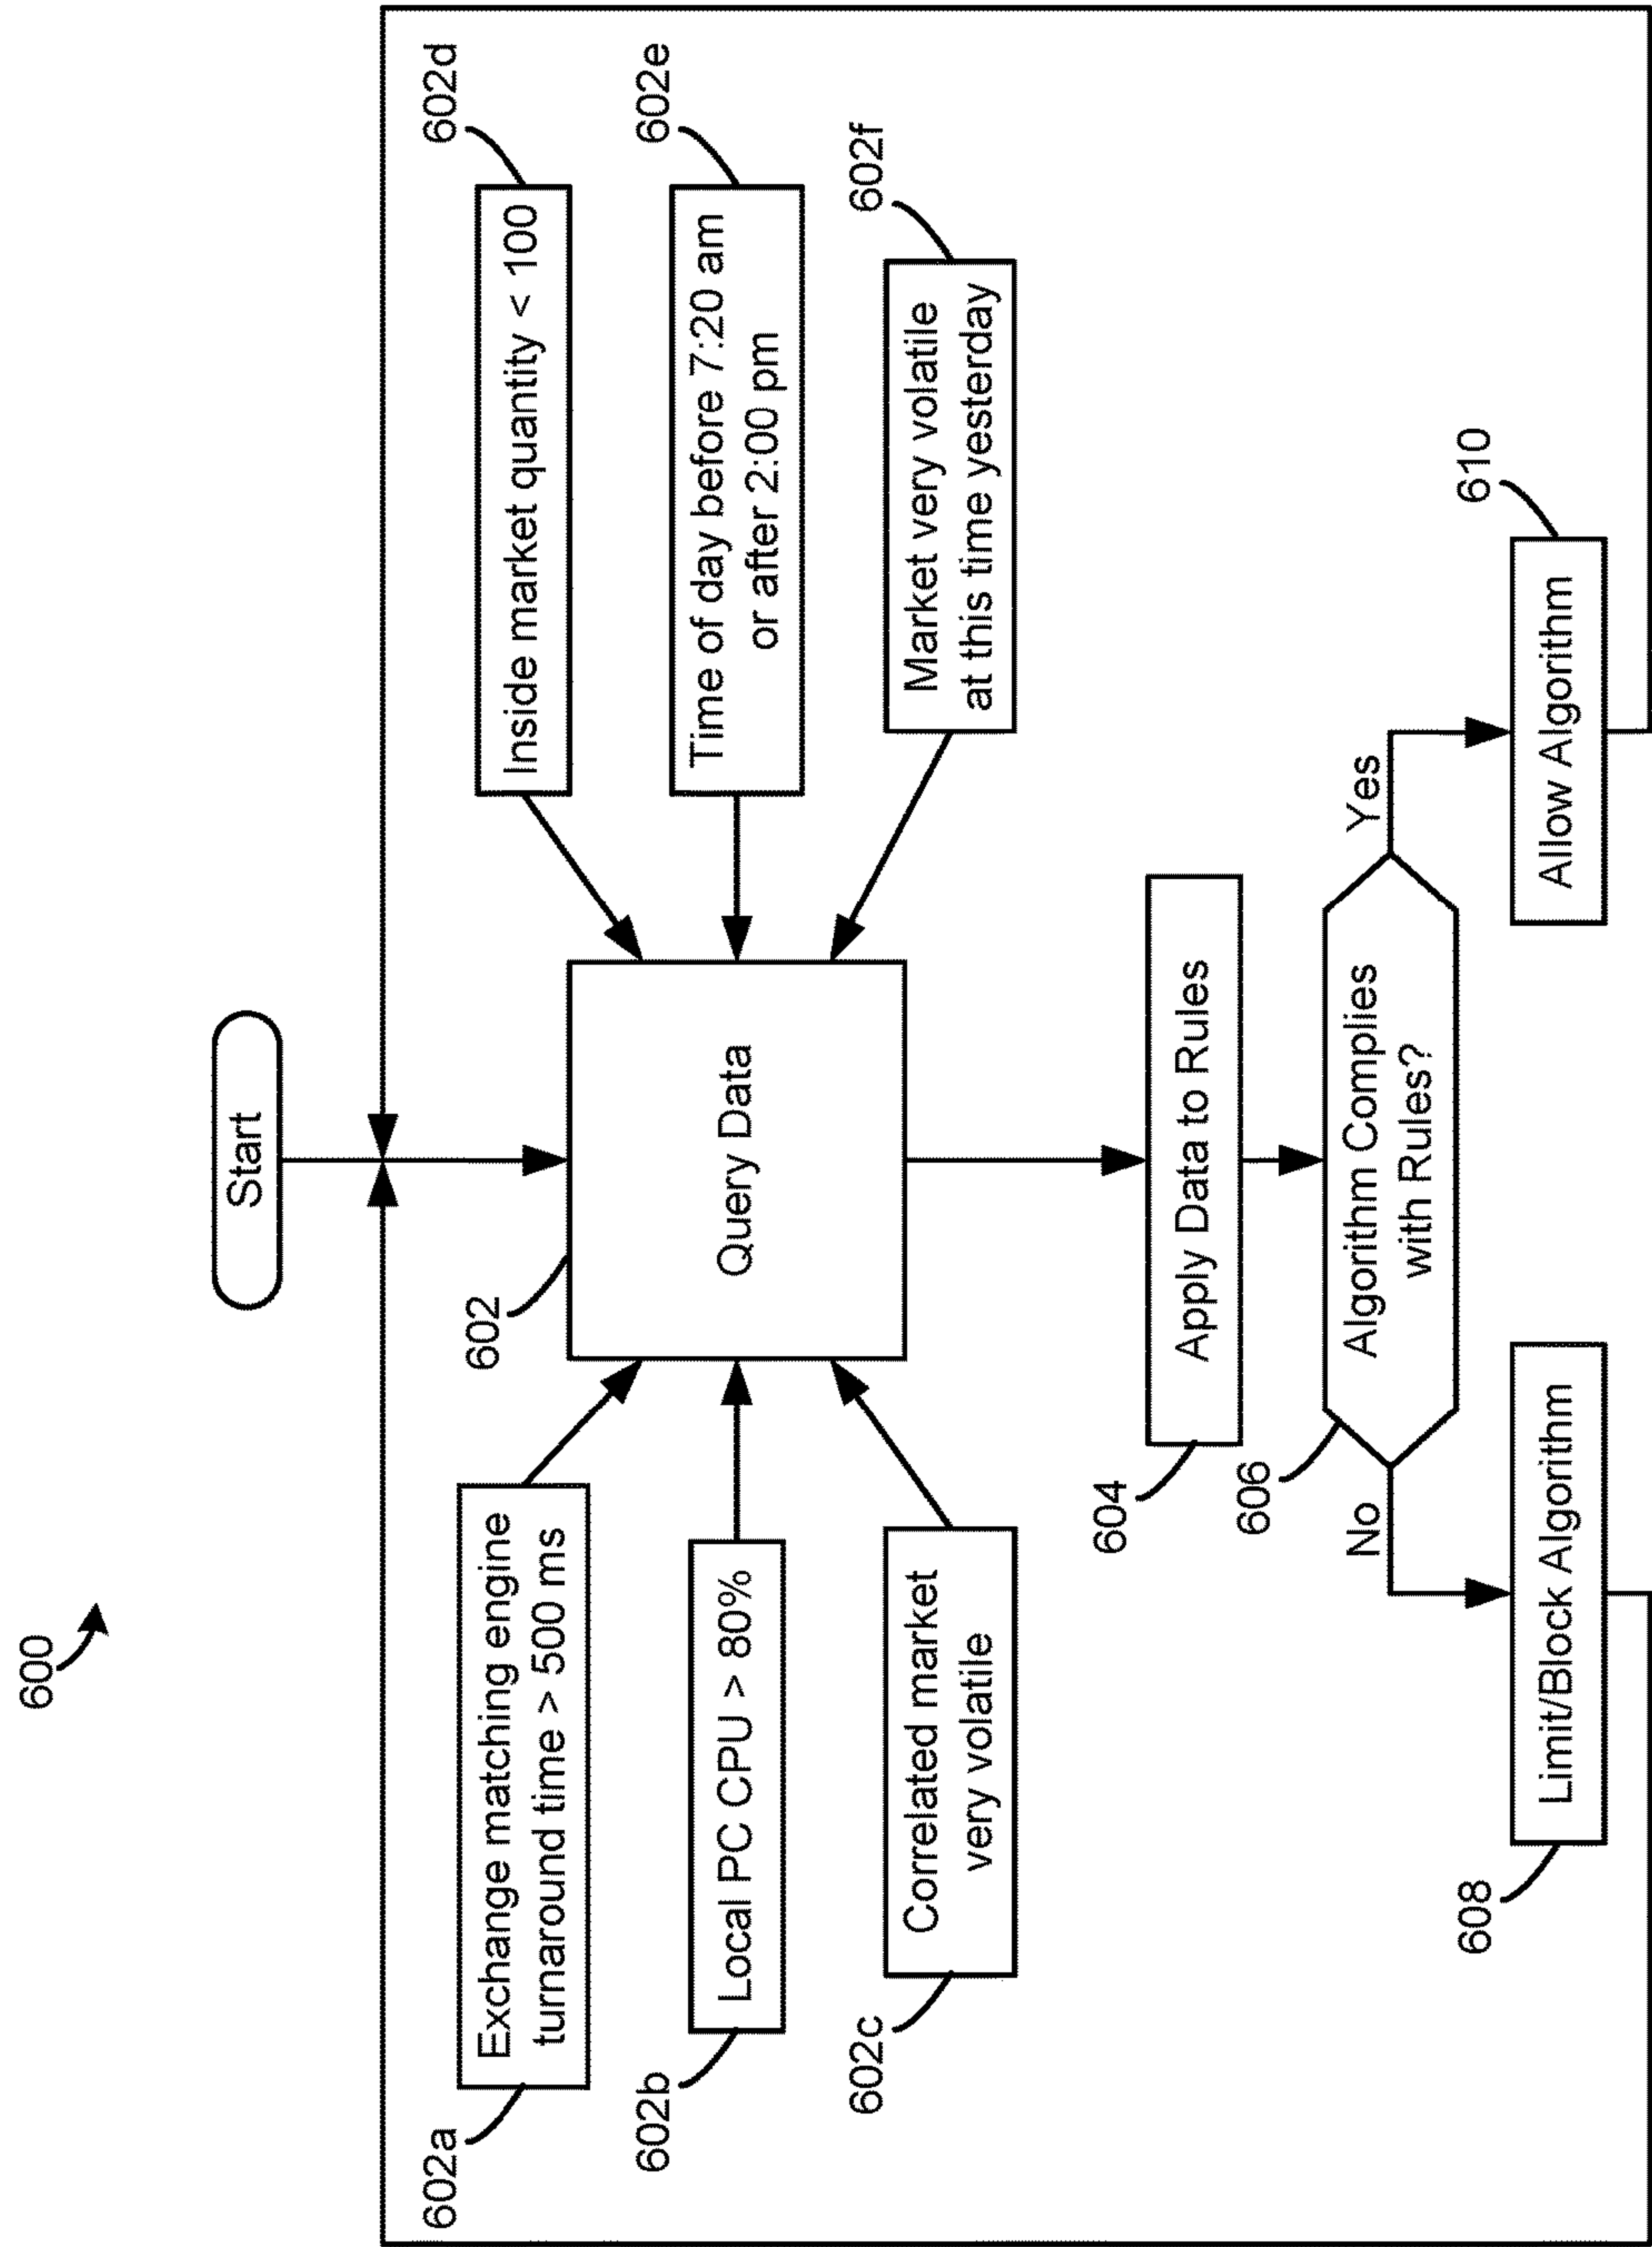 600
Start
602a
Exchange matching engine
turnaround time > 500 ms
602b
Local PC CPU > 80%
602c
Correlated market
very volatile
602
Query Data
602d
Inside market quantity < 100
602e
Time of day before 7:20 am
or after 2:00 pm
602f
Market very volatile
at this time yesterday
604
Apply Data to Rules
606
Algorithm Complies
with Rules?
No
Yes
608
Limit/Block Algorithm
610
Allow Algorithm